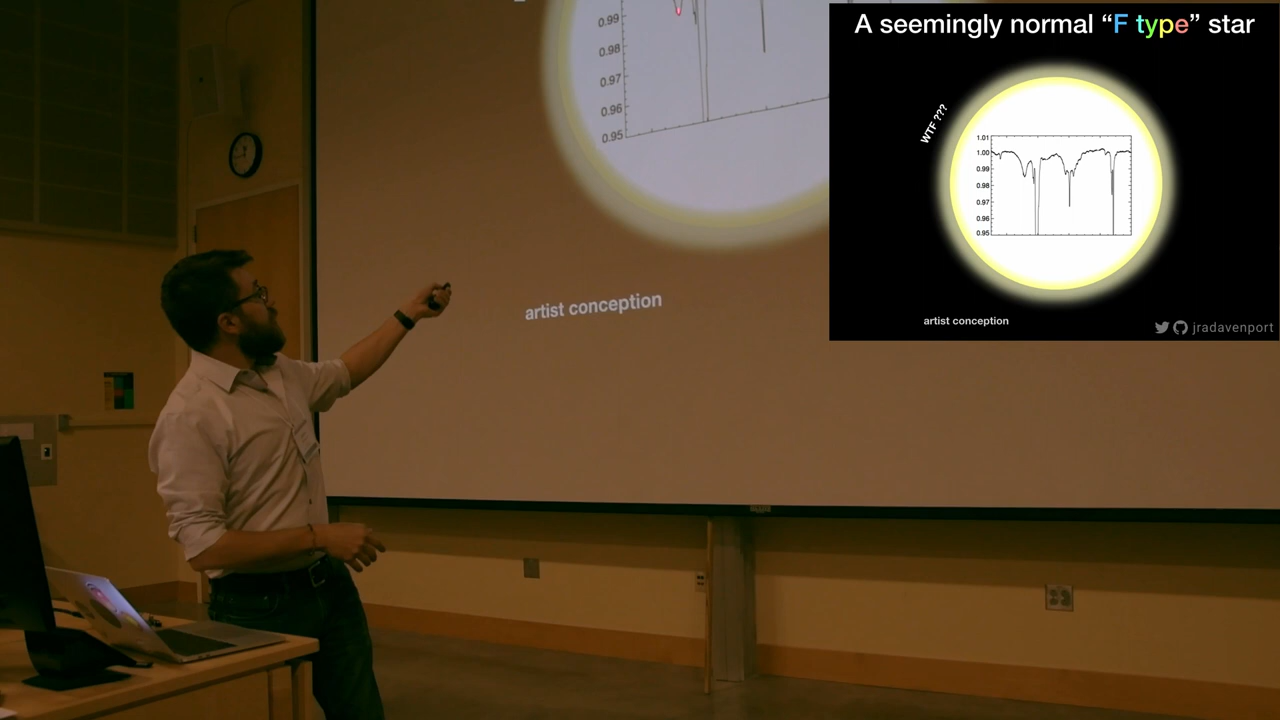 0.99
0.98
0.97
0.96
0.95
artist conception
A seemingly normal “F type” star
WTF ???
1.01
1.00
0.99
0.98
0.97
0.96
0.95
artist conception
jradavenport